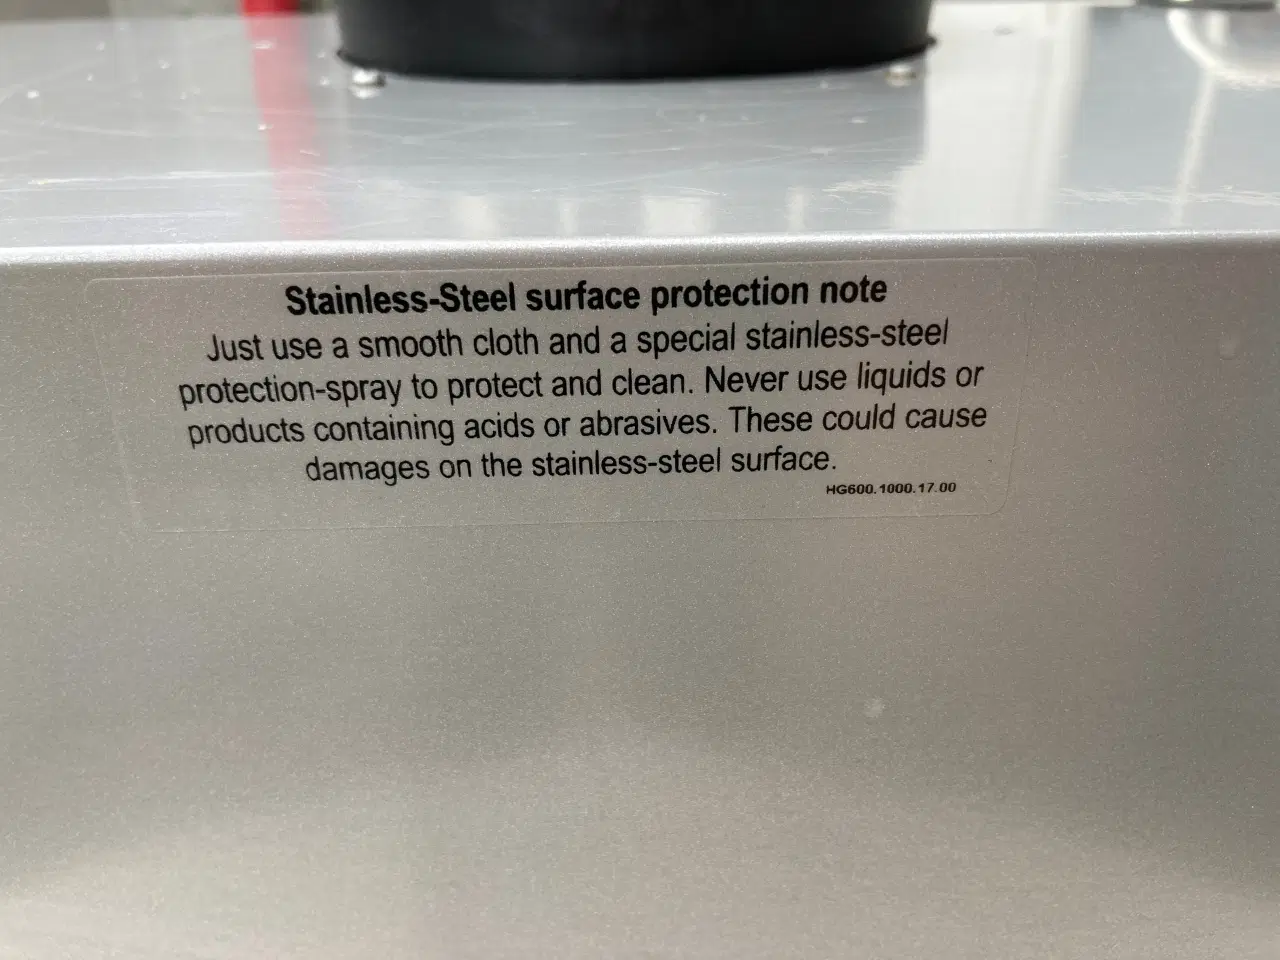 Stainless-Steel surface protection note
Just use a smooth cloth and a special stainless-steel
protection-spray to protect and clean. Never use liquids or
products containing acids or abrasives. These could cause
damages on the stainless-steel surface.
HG600.1000.17.00